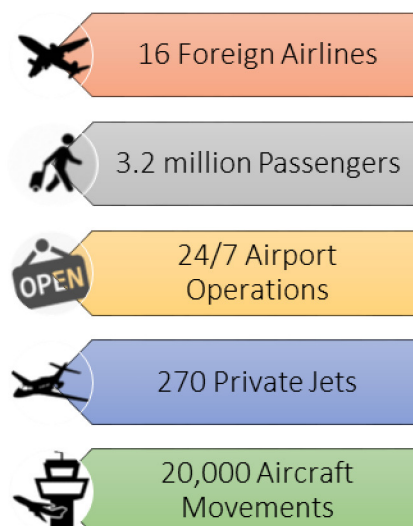 16 Foreign Airlines
3.2 million Passengers
OPEN
24/7 Airport
Operations
270 Private Jets
20,000 Aircraft
Movements